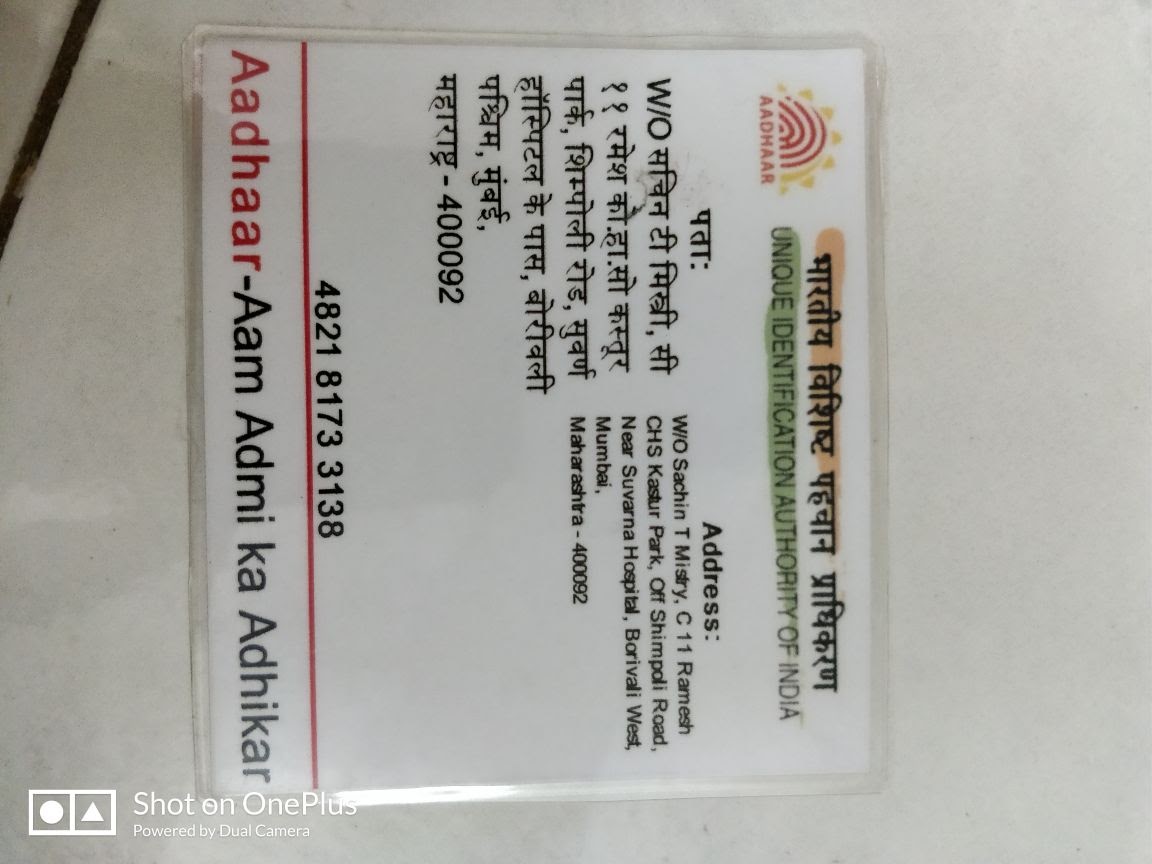 भारतीय विशिष्ट पहचान प्राधिकरण
UNIQUE IDENTIFICATION AUTHORITY OF INDIA
AADHAAR
पता:
W/O सचिन टी मिस्त्री, सी
११ रमेश को.हा.सो कस्तूर
पार्क, शिम्पोली रोड, सुवर्ण
हॉस्पिटल के पास, बोरीवली
पश्चिम, मुंबई,
महाराष्ट्र - 400092
Address:
W/O Sachin T Mistry, C 11 Ramesh
CHS Kastur Park, Off Shimpoli Road,
Near Suvarna Hospital, Borivali West,
Mumbai,
Maharashtra - 400092
4821 8173 3138
Aadhaar-Aam Admi ka Adhikar
Shot on OnePlus
Powered by Dual Camera